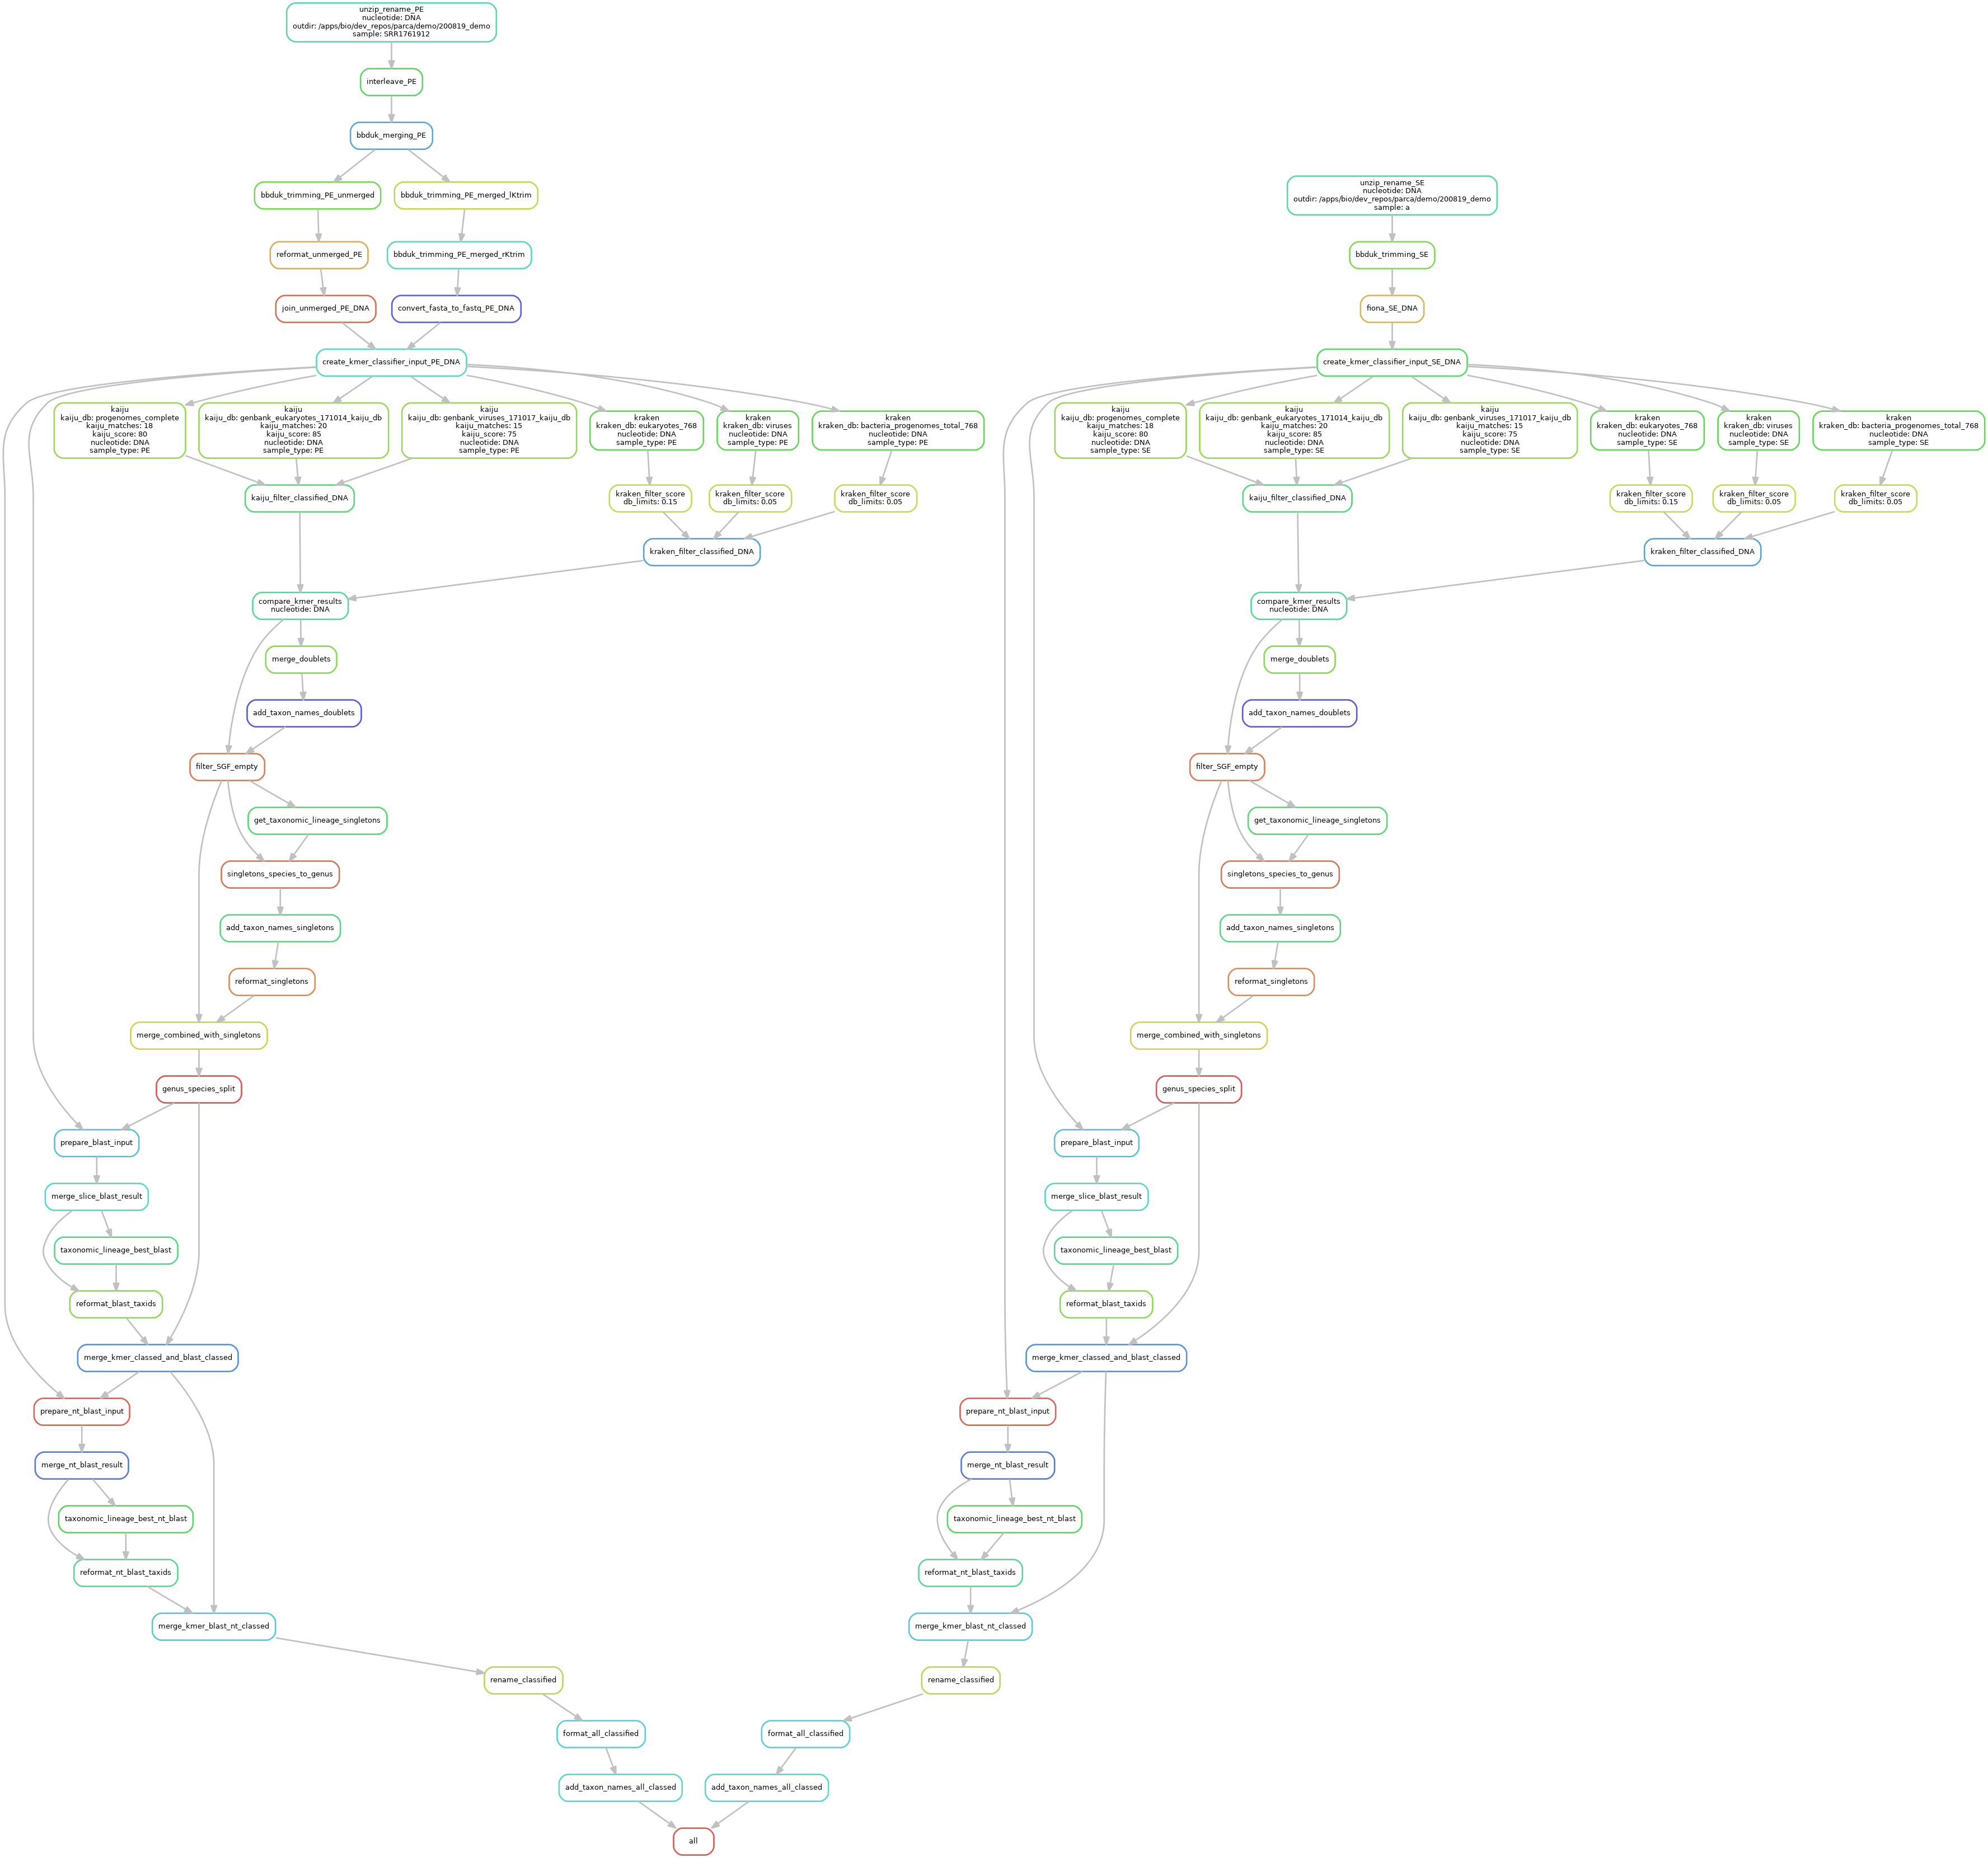 unzip_rename_PE
nucleotide: DNA
outdir: /apps/bio/dev_repos/parca/demo/200819_demo
sample: SRR1761912
interleave_PE
bbduk_merging_PE
bbduk_trimming_PE_unmerged
bbduk_trimming_PE_merged_lKtrim
reformat_unmerged_PE
bbduk_trimming_PE_merged_rKtrim
join_unmerged_PE_DNA
convert_fasta_to_fastq_PE_DNA
create_kmer_classifier_input_PE_DNA
kaiju
kaiju_db: progenomes_complete
kaiju_matches: 18
kaiju_score: 80
nucleotide: DNA
sample_type: PE
kaiju
kaiju_db: genbank_eukaryotes_171014_kaiju_db
kaiju_matches: 20
kaiju_score: 85
nucleotide: DNA
sample_type: PE
kaiju
kaiju_db: genbank_viruses_171017_kaiju_db
kaiju_matches: 15
kaiju_score: 75
nucleotide: DNA
sample_type: PE
kraken
kraken_db: eukaryotes_768
nucleotide: DNA
sample_type: PE
kraken
kraken_db: viruses
nucleotide: DNA
sample_type: PE
kraken
kraken_db: bacteria_progenomes_total_768
nucleotide: DNA
sample_type: PE
kaiju_filter_classified_DNA
kraken_filter_score
db_limits: 0.15
kraken_filter_score
db_limits: 0.05
kraken_filter_score
db_limits: 0.05
kraken_filter_classified_DNA
compare_kmer_results
nucleotide: DNA
merge_doublets
add_taxon_names_doublets
filter_SGF_empty
get_taxonomic_lineage_singletons
singletons_species_to_genus
add_taxon_names_singletons
reformat_singletons
merge_combined_with_singletons
genus_species_split
prepare_blast_input
merge_slice_blast_result
taxonomic_lineage_best_blast
reformat_blast_taxids
merge_kmer_classed_and_blast_classed
prepare_nt_blast_input
merge_nt_blast_result
taxonomic_lineage_best_nt_blast
reformat_nt_blast_taxids
merge_kmer_blast_nt_classed
rename_classified
format_all_classified
add_taxon_names_all_classed
unzip_rename_SE
nucleotide: DNA
outdir: /apps/bio/dev_repos/parca/demo/200819_demo
sample: a
bbduk_trimming_SE
fiona_SE_DNA
create_kmer_classifier_input_SE_DNA
kaiju
kaiju_db: progenomes_complete
kaiju_matches: 18
kaiju_score: 80
nucleotide: DNA
sample_type: SE
kaiju
kaiju_db: genbank_eukaryotes_171014_kaiju_db
kaiju_matches: 20
kaiju_score: 85
nucleotide: DNA
sample_type: SE
kaiju
kaiju_db: genbank_viruses_171017_kaiju_db
kaiju_matches: 15
kaiju_score: 75
nucleotide: DNA
sample_type: SE
kraken
kraken_db: eukaryotes_768
nucleotide: DNA
sample_type: SE
kraken
kraken_db: viruses
nucleotide: DNA
sample_type: SE
kraken
kraken_db: bacteria_progenomes_total_768
nucleotide: DNA
sample_type: SE
kaiju_filter_classified_DNA
kraken_filter_score
db_limits: 0.15
kraken_filter_score
db_limits: 0.05
kraken_filter_score
db_limits: 0.05
kraken_filter_classified_DNA
compare_kmer_results
nucleotide: DNA
merge_doublets
add_taxon_names_doublets
filter_SGF_empty
get_taxonomic_lineage_singletons
singletons_species_to_genus
add_taxon_names_singletons
reformat_singletons
merge_combined_with_singletons
genus_species_split
prepare_blast_input
merge_slice_blast_result
taxonomic_lineage_best_blast
reformat_blast_taxids
merge_kmer_classed_and_blast_classed
prepare_nt_blast_input
merge_nt_blast_result
taxonomic_lineage_best_nt_blast
reformat_nt_blast_taxids
merge_kmer_blast_nt_classed
rename_classified
format_all_classified
add_taxon_names_all_classed
all